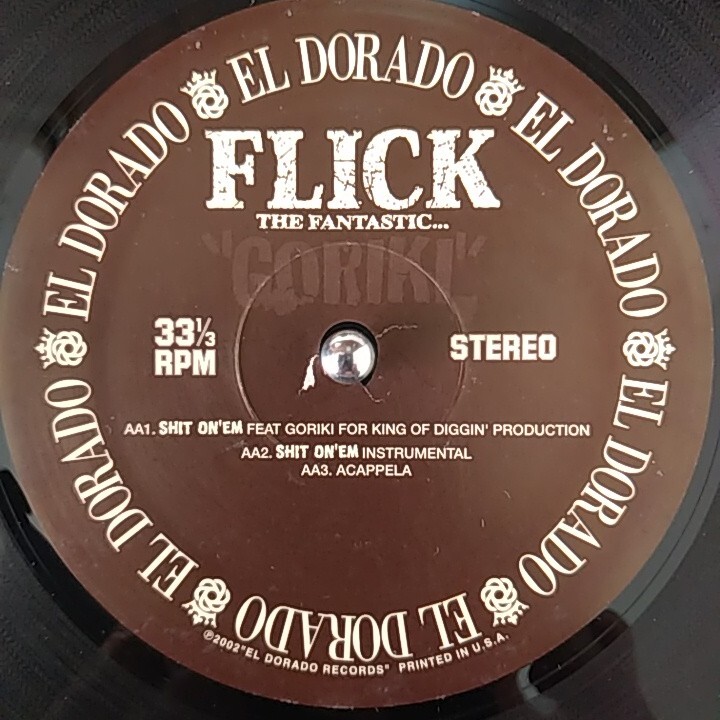 EL DORADO
EL DORADO
EL DORADO
EL DORADO
EL DORADO
EL DORADO
FLICK
THE FANTASTIC...
"GORIKI"
33⅓
RPM
STEREO
AA1. SHIT ON'EM FEAT GORIKI FOR KING OF DIGGIN' PRODUCTION
AA2. SHIT ON'EM INSTRUMENTAL
AA3. ACAPPELA
℗2002"EL DORADO RECORDS" PRINTED IN U.S.A.